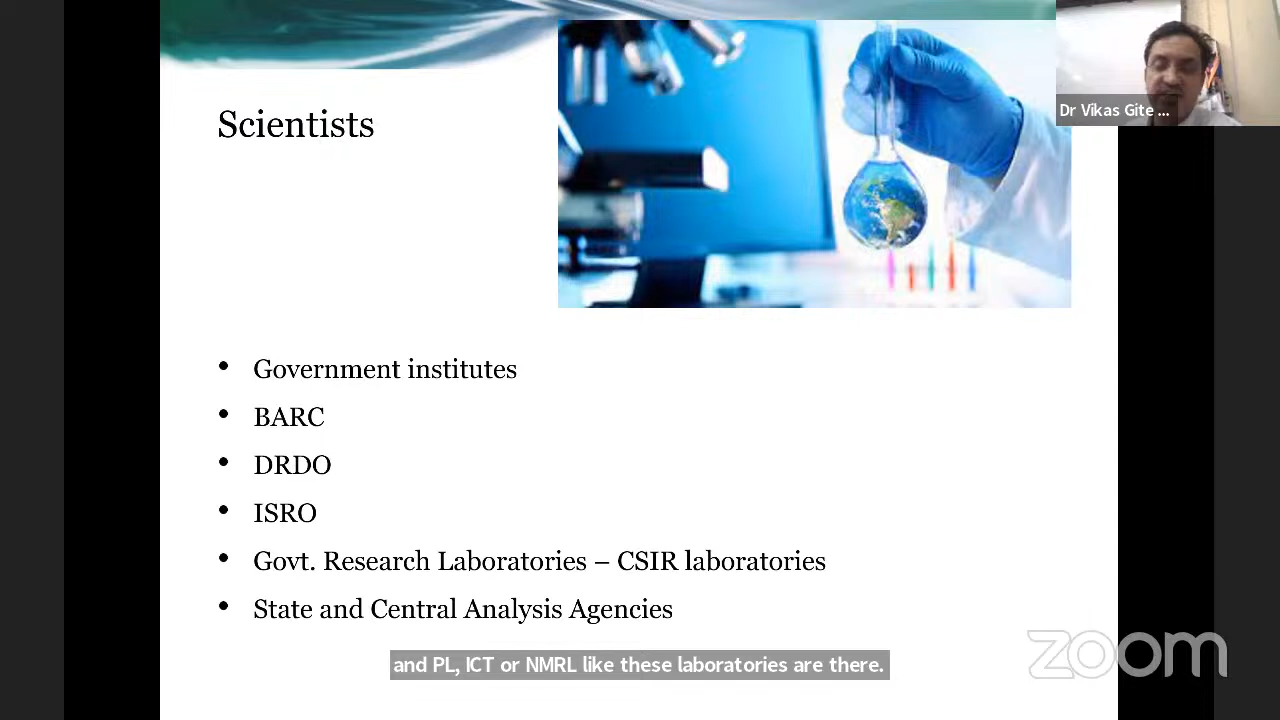 Scientists
Dr Vikas Gite ...
• Government institutes
• BARC
• DRDO
• ISRO
• Govt. Research Laboratories – CSIR laboratories
• State and Central Analysis Agencies
and PL, ICT or NMRL like these laboratories are there.
zoom